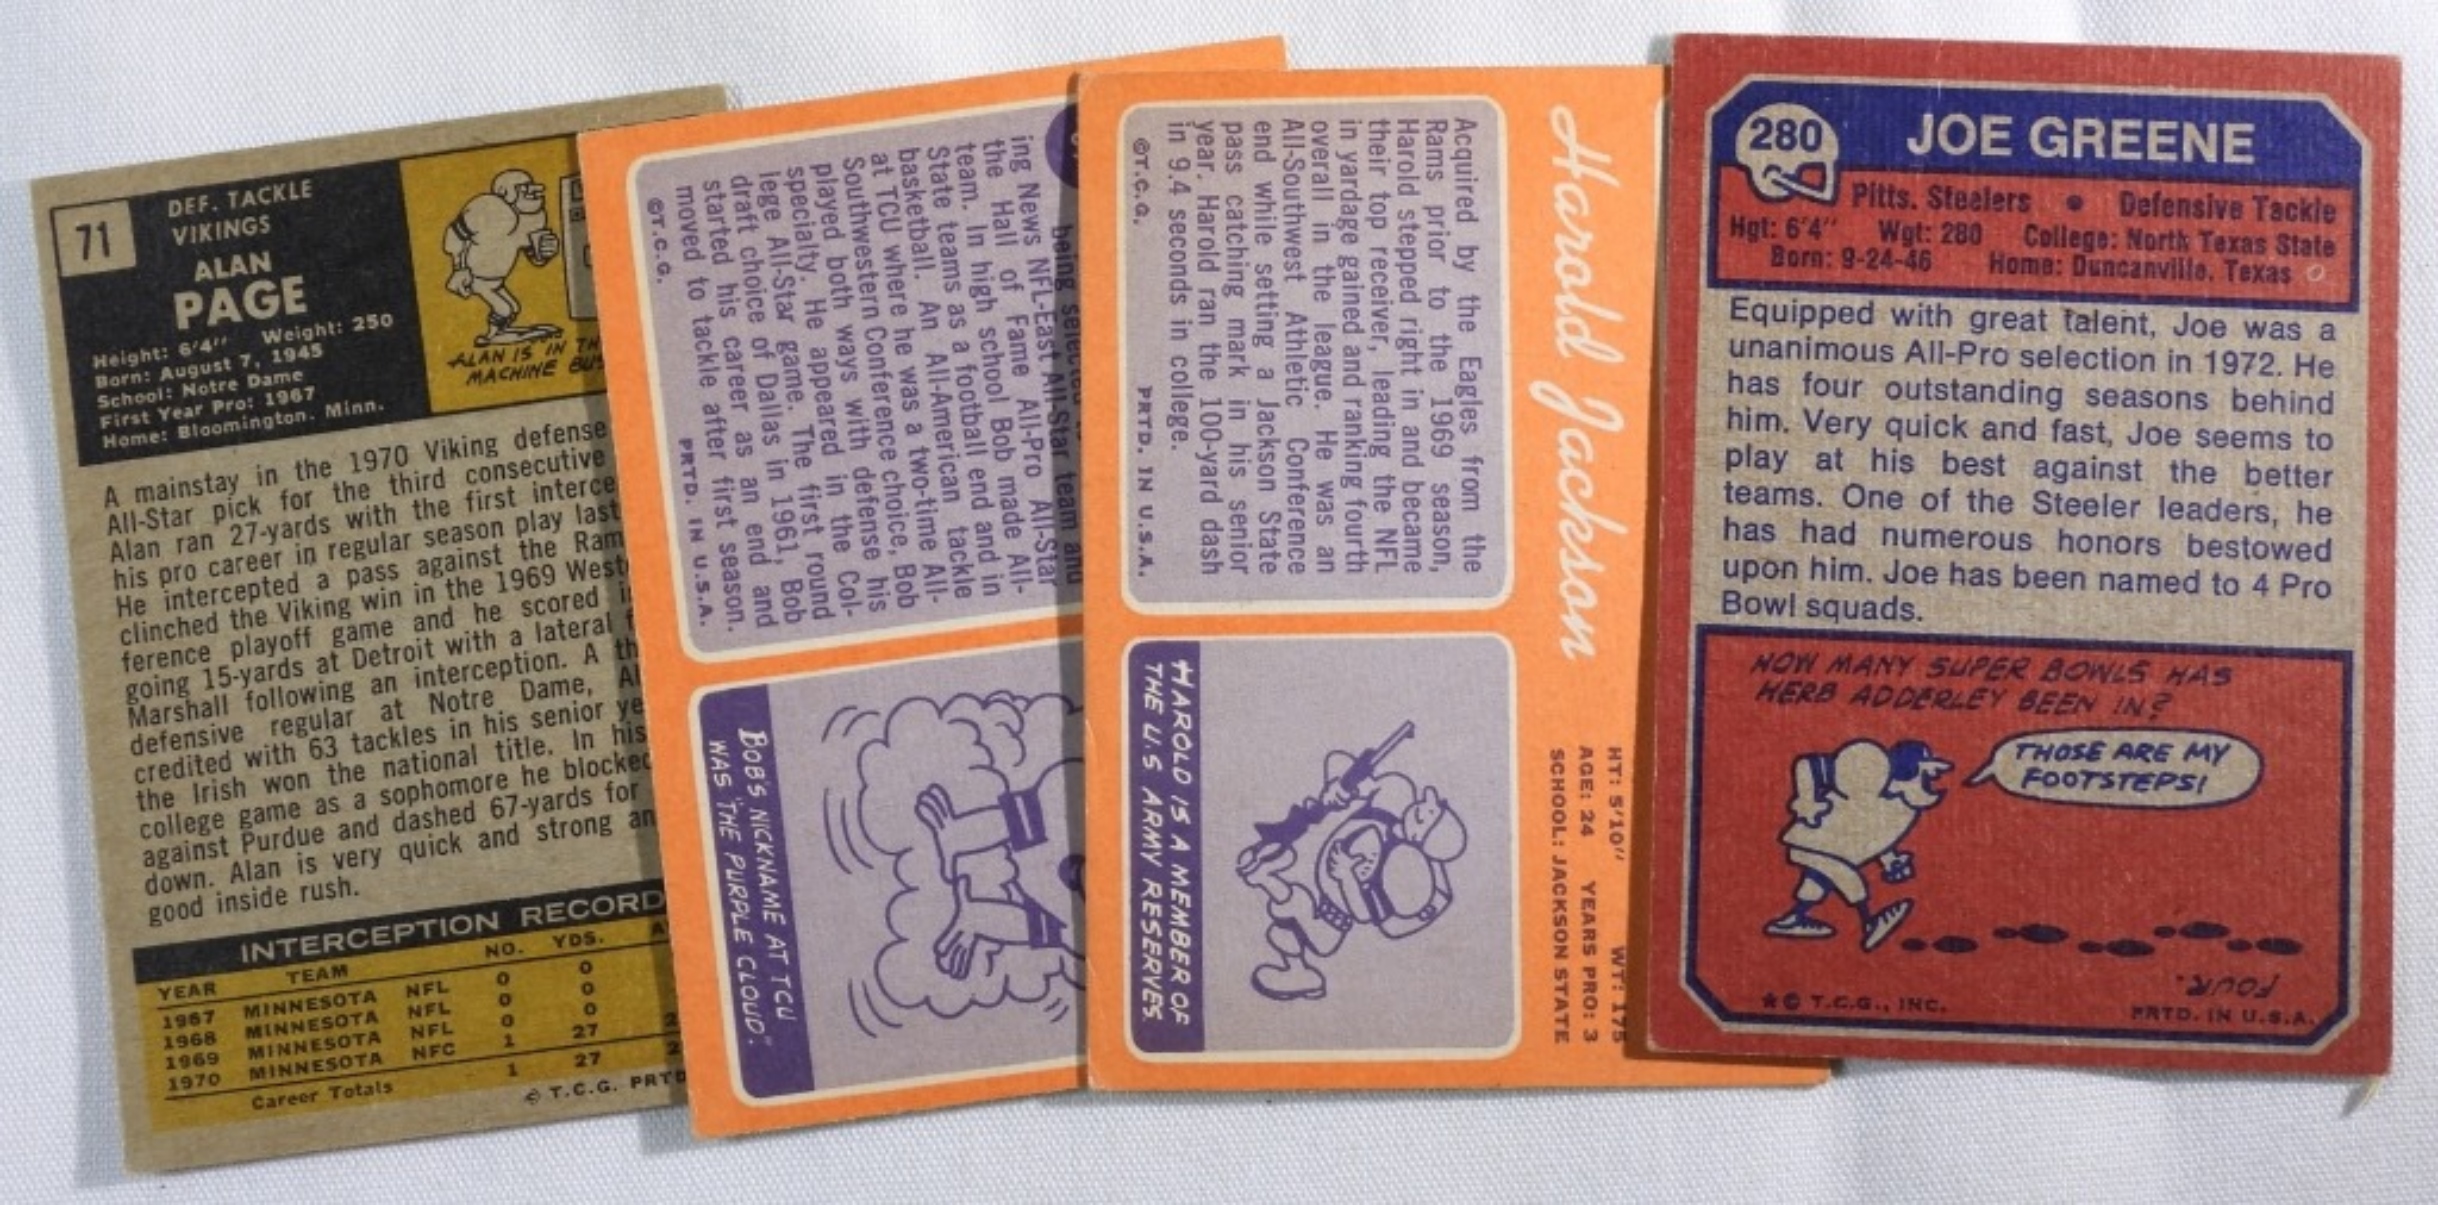 71
DEF. TACKLE
VIKINGS
ALAN
PAGE
Height: 6'4" Weight: 250
Born: August 7, 1945
School: Notre Dame
First Year Pro: 1967
Home: Bloomington, Minn.
ALAN IS IN TH
MACHINE BUS
A mainstay in the 1970 Viking defense
All-Star pick for the third consecutive
Alan ran 27-yards with the first interce
his pro career in regular season play last
He intercepted a pass against the Ram
clinched the Viking win in the 1969 West
ference playoff game and he scored i
going 15-yards at Detroit with a lateral f
Marshall following an interception. A th
defensive regular at Notre Dame, Al
credited with 63 tackles in his senior ye
the Irish won the national title. In his
college game as a sophomore he blocked
against Purdue and dashed 67-yards for
down. Alan is very quick and strong an
good inside rush.
INTERCEPTION RECORD
YEAR TEAM NO. YDS.
1967 MINNESOTA NFL 0 0
1968 MINNESOTA NFL 0 0
1969 MINNESOTA NFL 0 0
1970 MINNESOTA NFC 1 27 2
Career Totals 1 27 2
© T.C.G. PRTD
being selected
ing News NFL-East All-Star team and
the Hall of Fame All-Pro All-Star
team. In high school Bob made All-
State teams as a football end and in
basketball. An All-American tackle
at TCU where he was a two-time All-
Southwestern Conference choice, Bob
played both ways with defense his
specialty. He appeared in the Col-
lege All-Star game. The first round
draft choice of Dallas in 1961, Bob
started his career as an end and
moved to tackle after first season.
©T.C.G. PRTD. IN U.S.A.
BOB'S NICKNAME AT TCU
WAS "THE PURPLE CLOUD."
Harold Jackson
HT: 5'10" WT: 175
AGE: 24 YEARS PRO: 3
SCHOOL: JACKSON STATE
Acquired by the Eagles from the
Rams prior to the 1969 season,
Harold stepped right in and became
their top receiver, leading the NFL
in yardage gained and ranking fourth
overall in the league. He was an
All-Southwest Athletic Conference
end while setting a Jackson State
pass catching mark in his senior
year. Harold ran the 100-yard dash
in 9.4 seconds in college.
©T.C.G. PRTD. IN U.S.A.
HAROLD IS A MEMBER OF
THE U.S. ARMY RESERVES.
280
JOE GREENE
Pitts. Steelers • Defensive Tackle
Hgt: 6'4" Wgt: 280 College: North Texas State
Born: 9-24-46 Home: Duncanville, Texas
Equipped with great talent, Joe was a
unanimous All-Pro selection in 1972. He
has four outstanding seasons behind
him. Very quick and fast, Joe seems to
play at his best against the better
teams. One of the Steeler leaders, he
has had numerous honors bestowed
upon him. Joe has been named to 4 Pro
Bowl squads.
HOW MANY SUPER BOWLS HAS
HERB ADDERLEY BEEN IN?
THOSE ARE MY
FOOTSTEPS!
FOUR.
*© T.C.G., INC. PRTD. IN U.S.A.